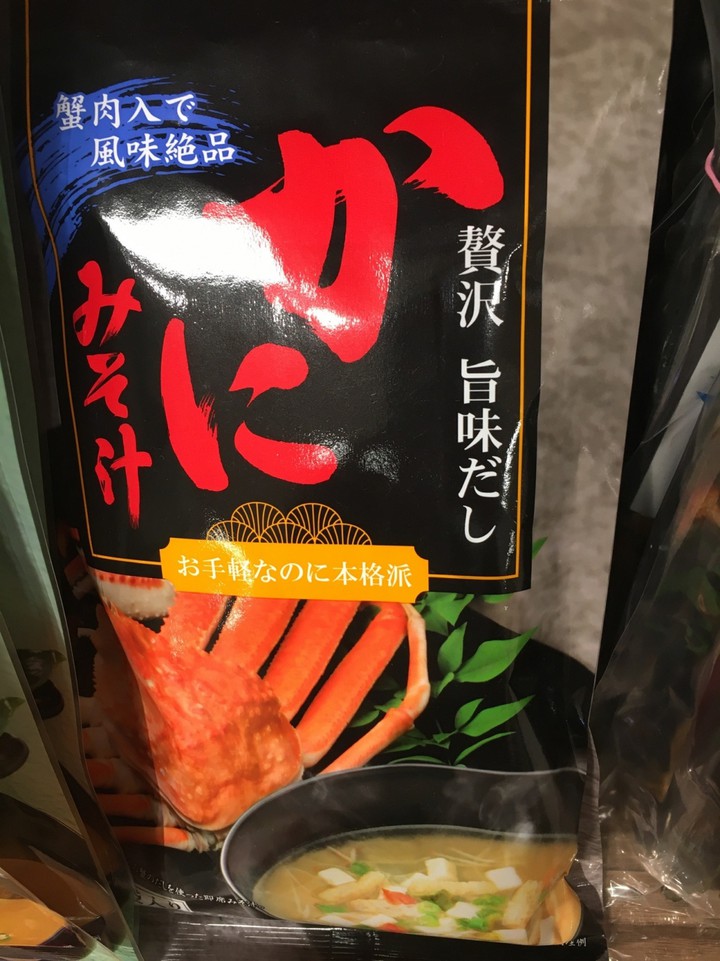 蟹肉入で
風味絶品
かに
みそ汁
贅沢 旨味だし
お手軽なのに本格派